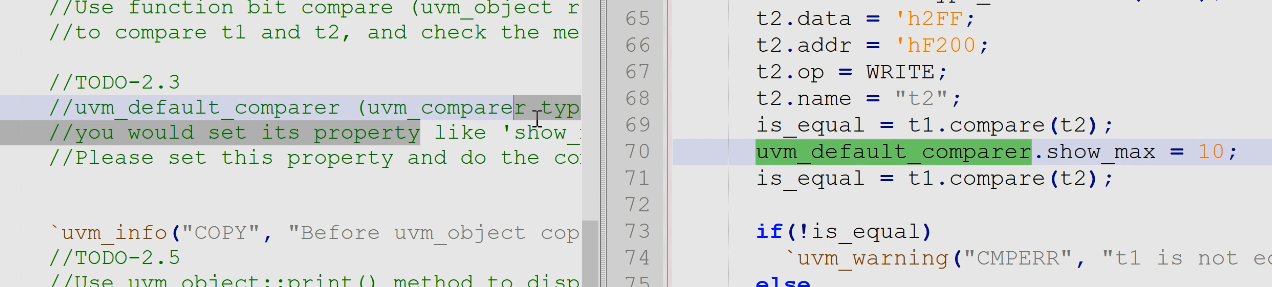 //Use function bit compare (uvm_object r
//to compare t1 and t2, and check the me
//TODO-2.3
//uvm_default_comparer (uvm_comparer typ
//you would set its property like 'show_
//Please set this property and do the co
`uvm_info("COPY", "Before uvm_object cop
//TODO-2.5
//Use uvm_object::print() method to disp
65 t2.data = 'h2FF;
66 t2.addr = 'hF200;
67 t2.op = WRITE;
68 t2.name = "t2";
69 is_equal = t1.compare(t2);
70 uvm_default_comparer.show_max = 10;
71 is_equal = t1.compare(t2);
72
73 if(!is_equal)
74 `uvm_warning("CMPERR", "t1 is not eq
75 else